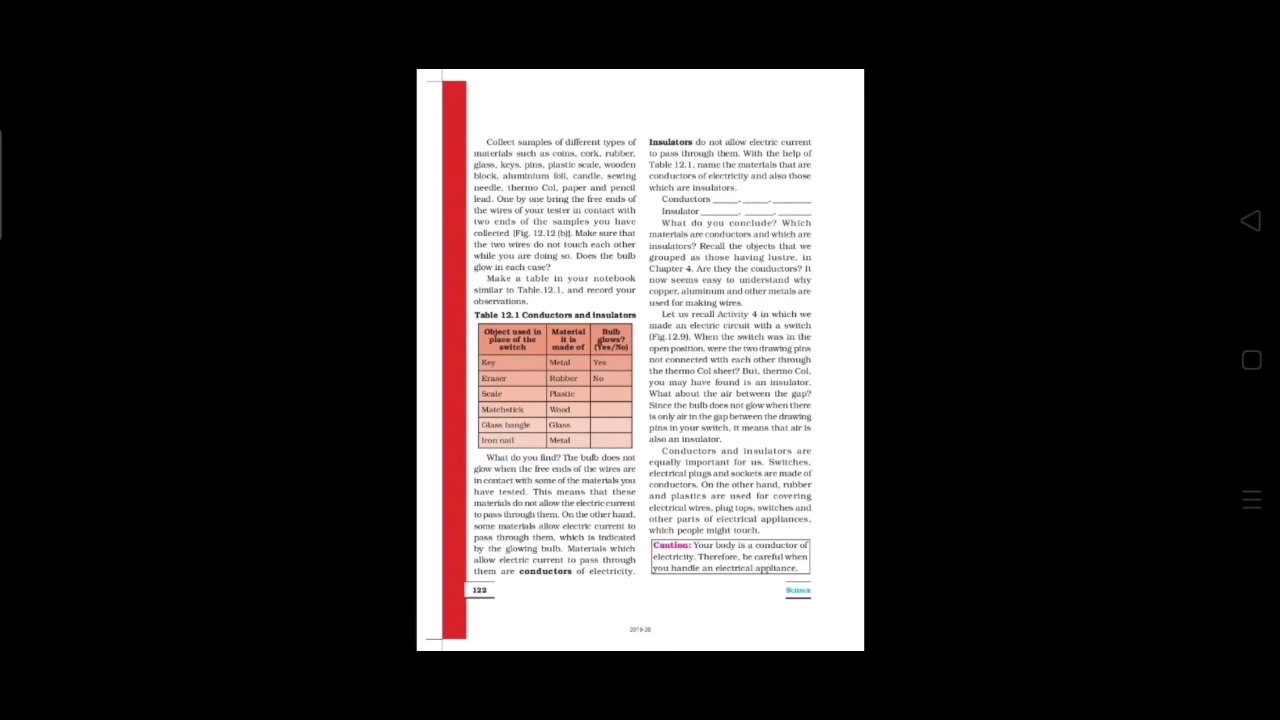 Collect samples of different types of
materials such as coins, cork, rubber,
glass, keys, pins, plastic scale, wooden
block, aluminium foil, candle, sewing
needle, thermo Col, paper and pencil
lead. One by one bring the free ends of
the wires of your tester in contact with
two ends of the samples you have
collected [Fig. 12.12 (b)]. Make sure that
the two wires do not touch each other
while you are doing so. Does the bulb
glow in each case?
Make a table in your notebook
similar to Table.12.1, and record your
observations.
Table 12.1 Conductors and insulators
Object used in place of the switch | Material it is made of | Bulb glows? (Yes/No)
Key | Metal | Yes
Eraser | Rubber | No
Scale | Plastic
Matchstick | Wood
Glass bangle | Glass
Iron nail | Metal
What do you find? The bulb does not
glow when the free ends of the wires are
in contact with some of the materials you
have tested. This means that these
materials do not allow the electric current
to pass through them. On the other hand,
some materials allow electric current to
pass through them, which is indicated
by the glowing bulb. Materials which
allow electric current to pass through
them are conductors of electricity.
Insulators do not allow electric current
to pass through them. With the help of
Table 12.1, name the materials that are
conductors of electricity and also those
which are insulators.
Conductors ______, ______, _________
Insulator _________, _______, ________
What do you conclude? Which
materials are conductors and which are
insulators? Recall the objects that we
grouped as those having lustre, in
Chapter 4. Are they the conductors? It
now seems easy to understand why
copper, aluminum and other metals are
used for making wires.
Let us recall Activity 4 in which we
made an electric circuit with a switch
(Fig.12.9). When the switch was in the
open position, were the two drawing pins
not connected with each other through
the thermo Col sheet? But, thermo Col,
you may have found is an insulator.
What about the air between the gap?
Since the bulb does not glow when there
is only air in the gap between the drawing
pins in your switch, it means that air is
also an insulator.
Conductors and insulators are
equally important for us. Switches,
electrical plugs and sockets are made of
conductors. On the other hand, rubber
and plastics are used for covering
electrical wires, plug tops, switches and
other parts of electrical appliances,
which people might touch.
Caution: Your body is a conductor of
electricity. Therefore, be careful when
you handle an electrical appliance.
122
Science
2019-20